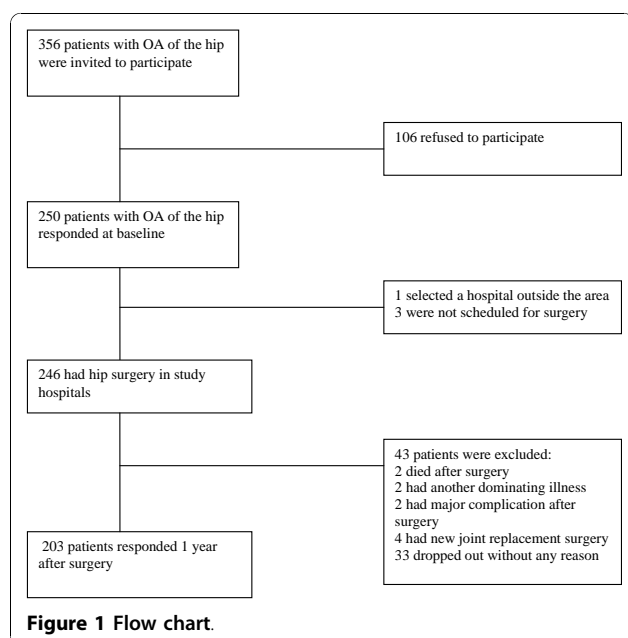 356 patients with OA of the hip
were invited to participate
106 refused to participate
250 patients with OA of the hip
responded at baseline
1 selected a hospital outside the area
3 were not scheduled for surgery
246 had hip surgery in study
hospitals
43 patients were excluded:
2 died after surgery
2 had another dominating illness
2 had major complication after
surgery
4 had new joint replacement surgery
33 dropped out without any reason
203 patients responded 1 year
after surgery
Figure 1 Flow chart.